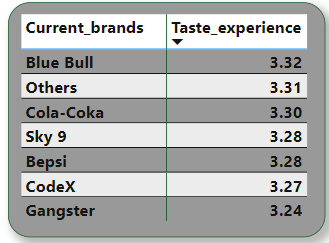 Current_brands Taste_experience
Blue Bull 3.32
Others 3.31
Cola-Coka 3.30
Sky 9 3.28
Bepsi 3.28
CodeX 3.27
Gangster 3.24